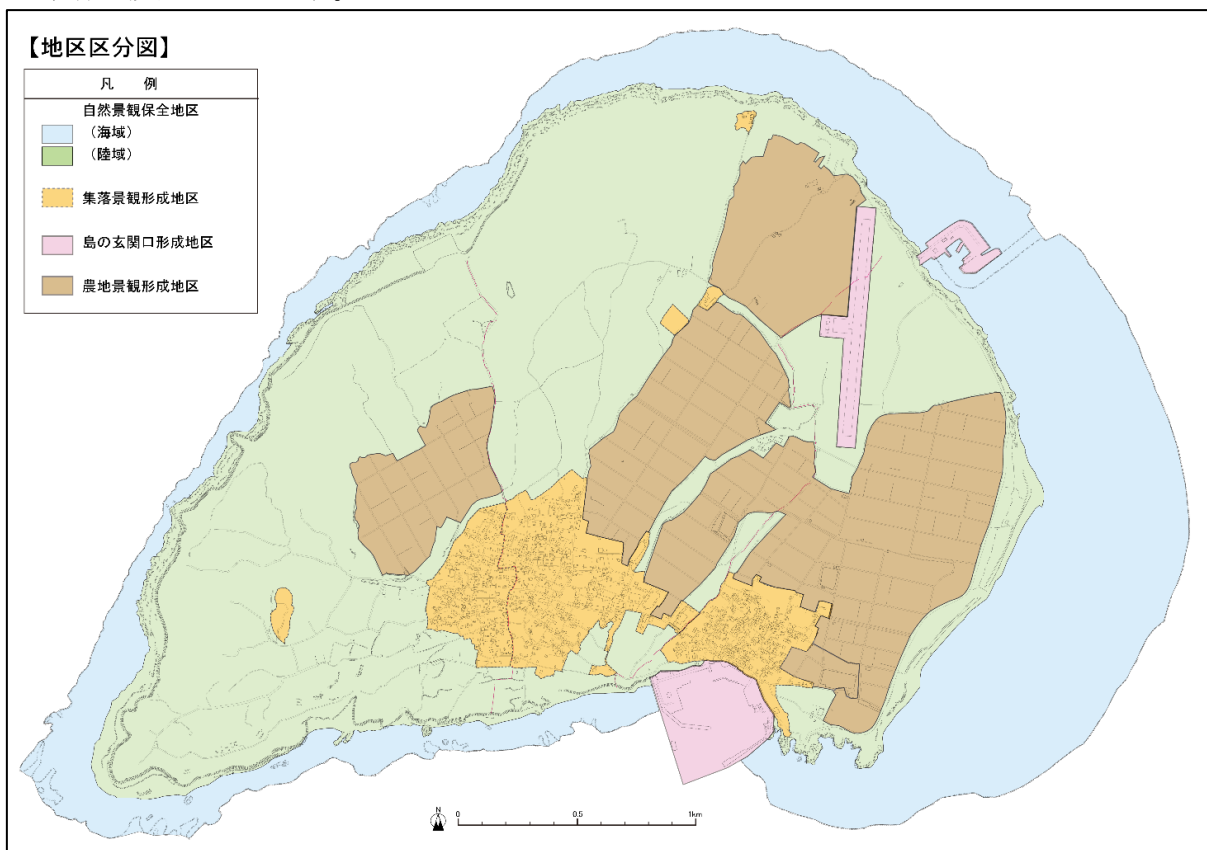 【地区区分図】
凡 例
自然景観保全地区
（海域）
（陸域）
集落景観形成地区
島の玄関口形成地区
農地景観形成地区
N
0 0.5 1km